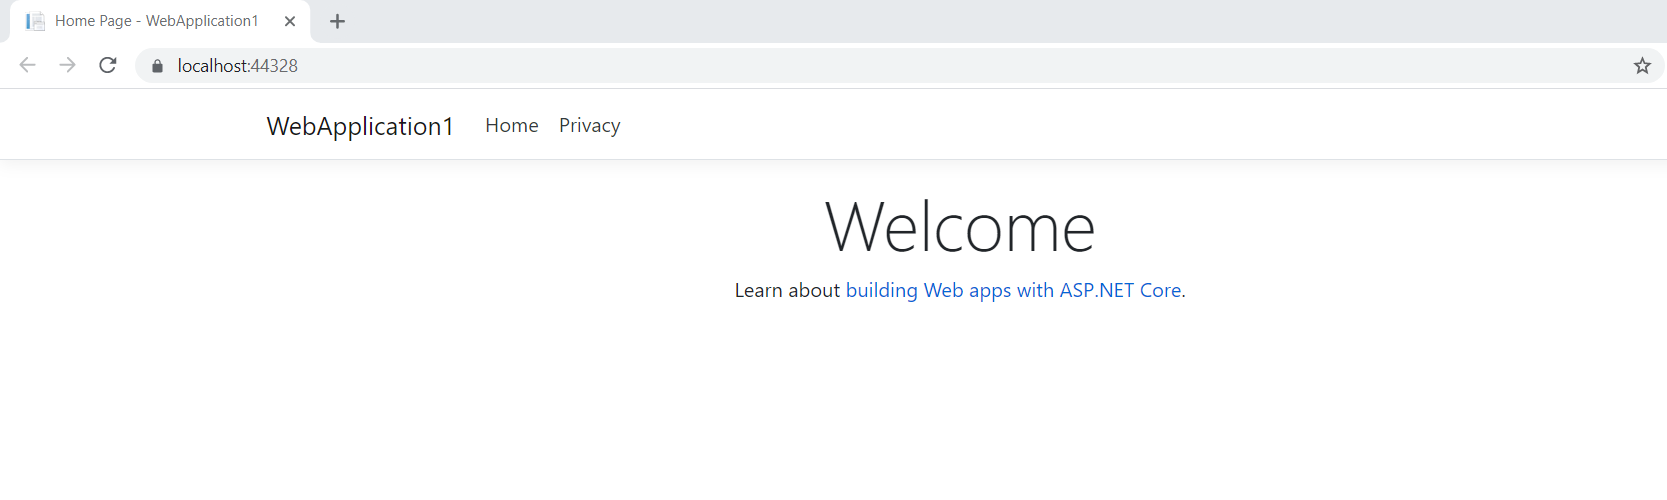 Home Page - WebApplication1
localhost:44328
WebApplication1 Home Privacy
Welcome
Learn about building Web apps with ASP.NET Core.